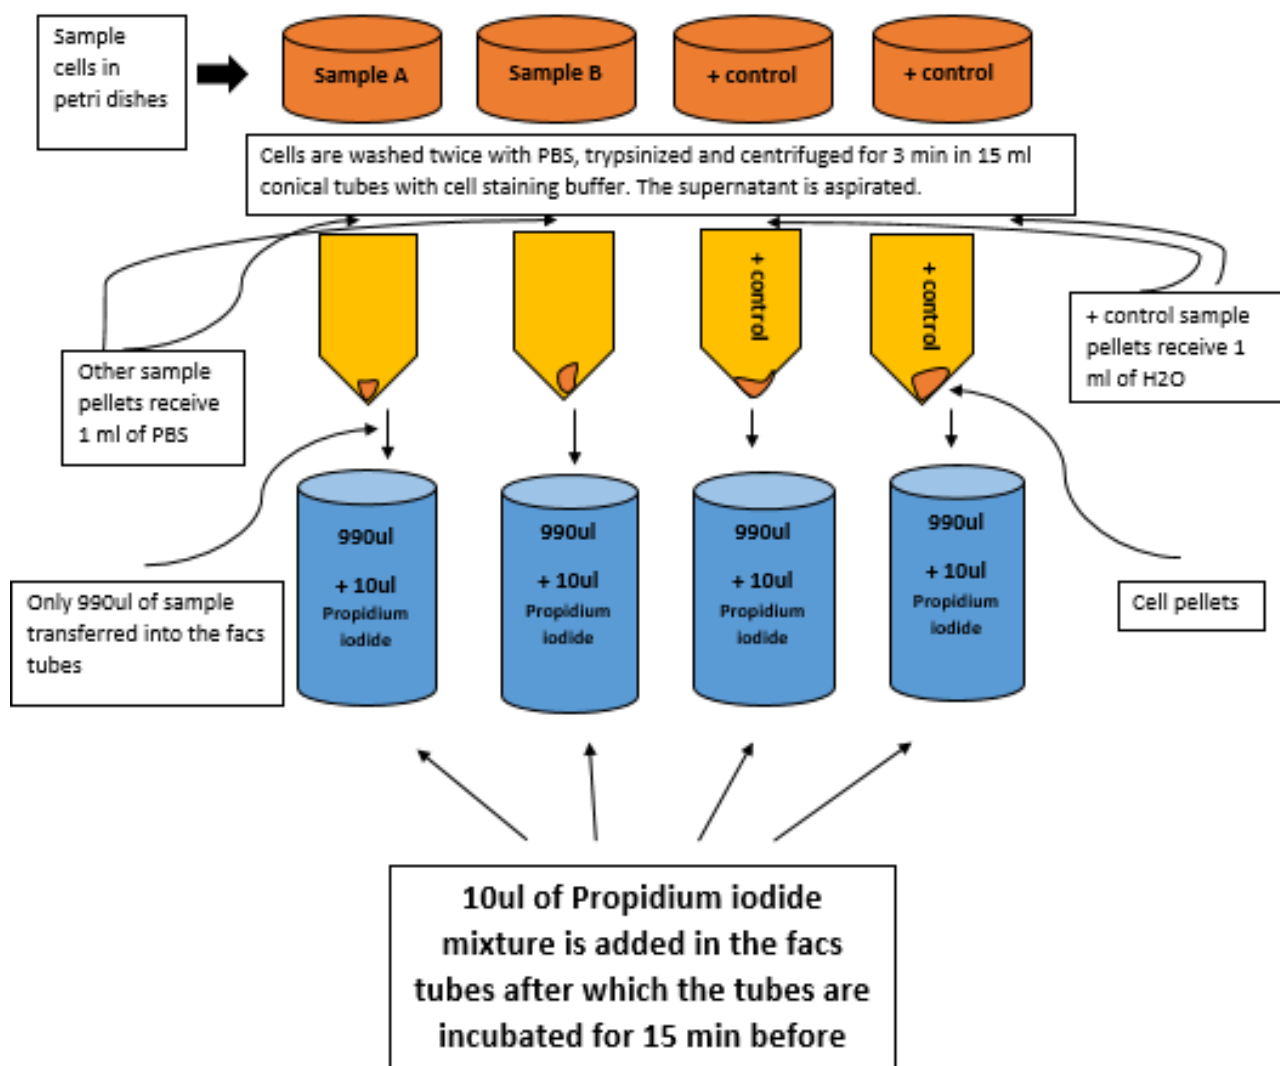 Sample
cells in
petri dishes
Sample A
Sample B
+ control
+ control
Cells are washed twice with PBS, trypsinized and centrifuged for 3 min in 15 ml
conical tubes with cell staining buffer. The supernatant is aspirated.
+ control
+ control
Other sample
pellets receive
1 ml of PBS
+ control sample
pellets receive 1
ml of H2O
990ul
+ 10ul
Propidium
iodide
990ul
+ 10ul
Propidium
iodide
990ul
+ 10ul
Propidium
iodide
990ul
+ 10ul
Propidium
iodide
Only 990ul of sample
transferred into the facs
tubes
Cell pellets
10ul of Propidium iodide
mixture is added in the facs
tubes after which the tubes are
incubated for 15 min before